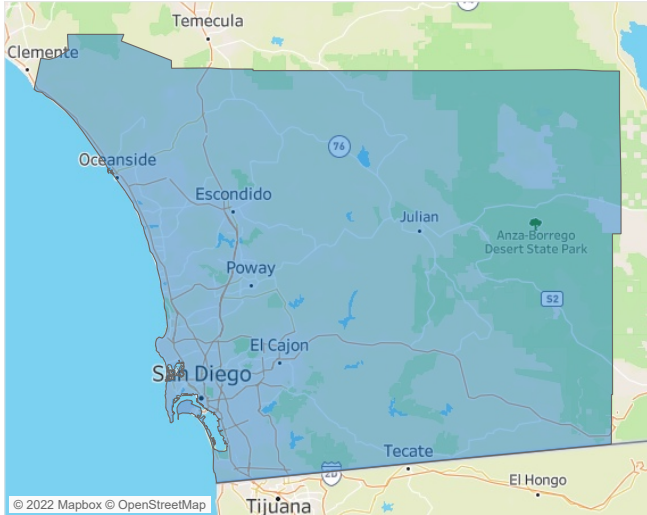 Temecula
Clemente
76
Oceanside
Escondido
Julian
Anza-Borrego
Desert State Park
Poway
S2
El Cajon
San Diego
Tecate
2D
El Hongo
Tijuana
© 2022 Mapbox © OpenStreetMap